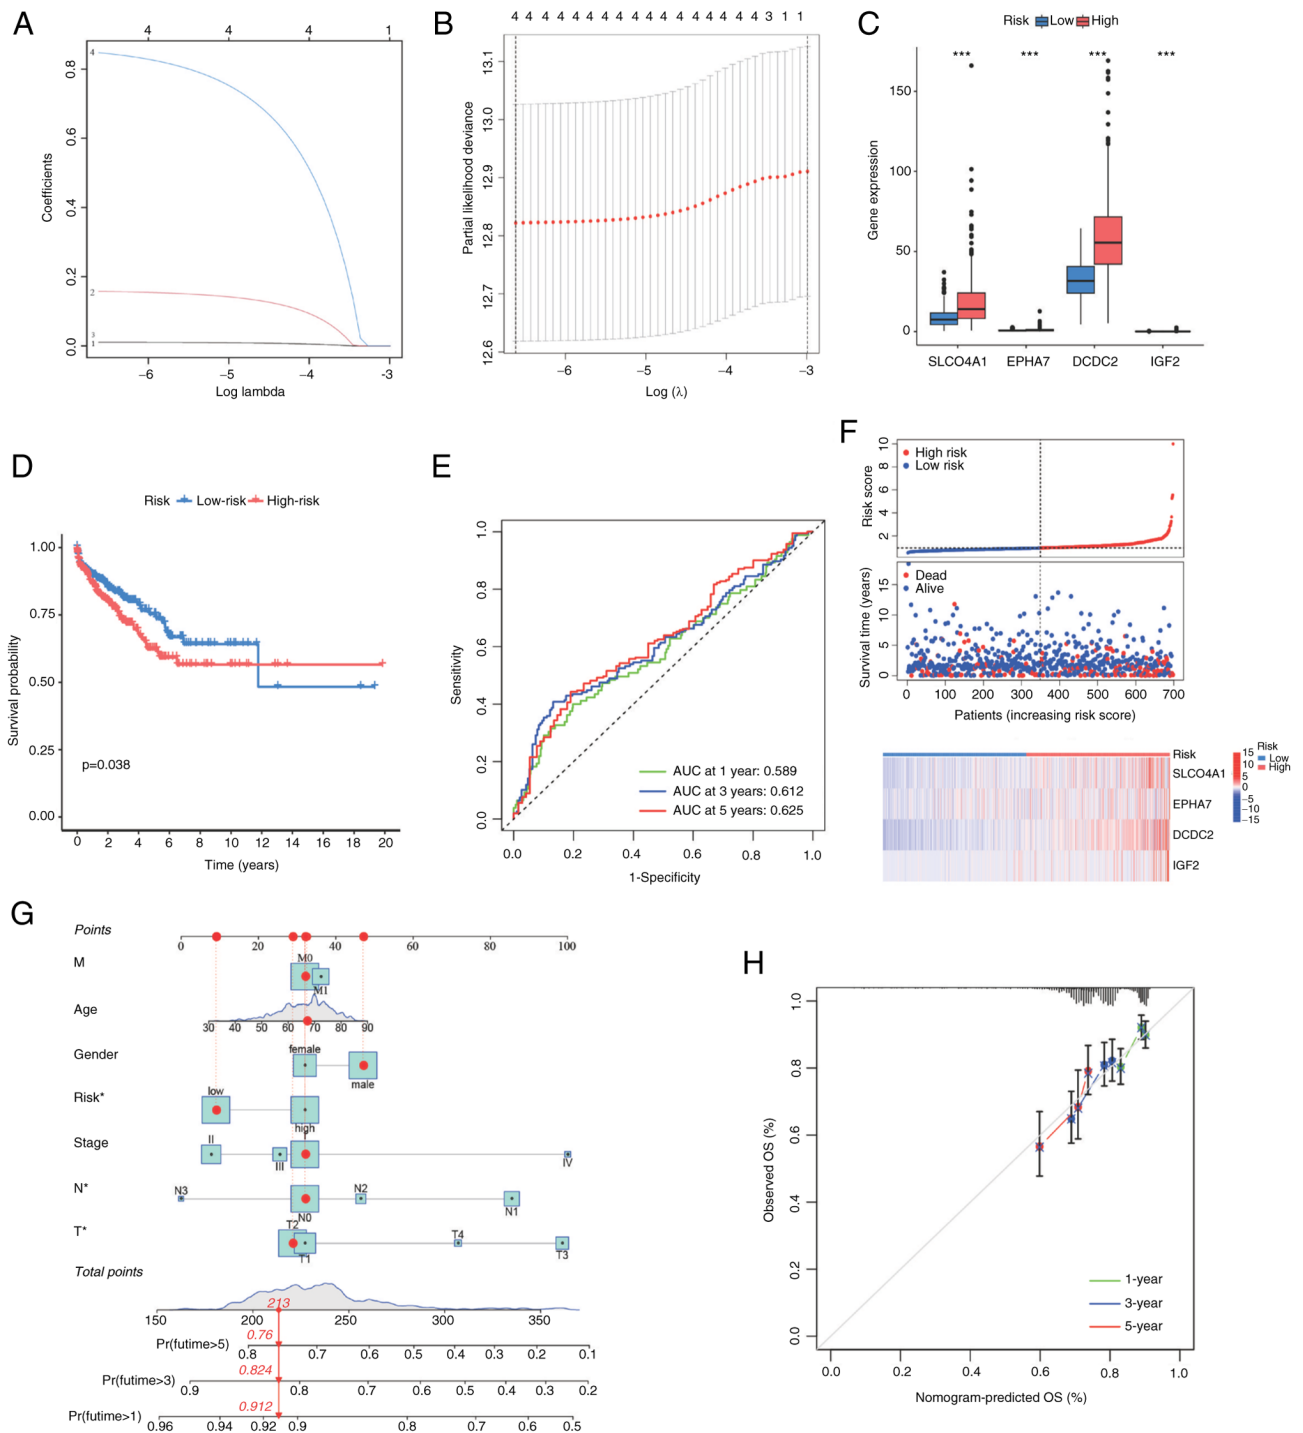 A
4 4 4 1
4
2
3
1
0.0 0.2 0.4 0.6 0.8
Coefficients
−6 −5 −4 −3
Log lambda
B
4 4 4 4 4 4 4 4 4 4 4 4 4 4 4 4 4 3 1 1
12.6 12.7 12.8 12.9 13.0 13.1
Partial likelihood deviance
−6 −5 −4 −3
Log (λ)
C
Risk Low High
*** *** *** ***
150
100
50
0
Gene expression
SLCO4A1 EPHA7 DCDC2 IGF2
D
Risk Low-risk High-risk
1.00
0.75
0.50
0.25
0.00
Survival probability
p=0.038
0 2 4 6 8 10 12 14 16 18 20
Time (years)
E
0.0 0.2 0.4 0.6 0.8 1.0
Sensitivity
AUC at 1 year: 0.589
AUC at 3 years: 0.612
AUC at 5 years: 0.625
0.0 0.2 0.4 0.6 0.8 1.0
1-Specificity
F
High risk
Low risk
2 4 6 8 10
Risk score
Dead
Alive
0 5 10 15
Survival time (years)
0 100 200 300 400 500 600 700
Patients (increasing risk score)
Risk
SLCO4A1
EPHA7
DCDC2
IGF2
15
10
5
0
−5
−10
−15
Risk
Low
High
G
Points
0 20 40 60 80 100
M
M0
M1
Age
30 40 50 60 70 80 90
Gender
female
male
Risk*
low
high
Stage
I
II
III
IV
N*
N3
N2
N0
N1
T*
T2
T4
T1
T3
Total points
213
150 200 250 300 350
0.76
Pr(futime>5)
0.8 0.7 0.6 0.5 0.4 0.3 0.2 0.1
0.824
Pr(futime>3)
0.9 0.8 0.7 0.6 0.5 0.4 0.3 0.2
0.912
Pr(futime>1)
0.96 0.94 0.92 0.9 0.8 0.7 0.6 0.5
H
0.0 0.2 0.4 0.6 0.8 1.0
Observed OS (%)
1-year
3-year
5-year
0.0 0.2 0.4 0.6 0.8 1.0
Nomogram-predicted OS (%)